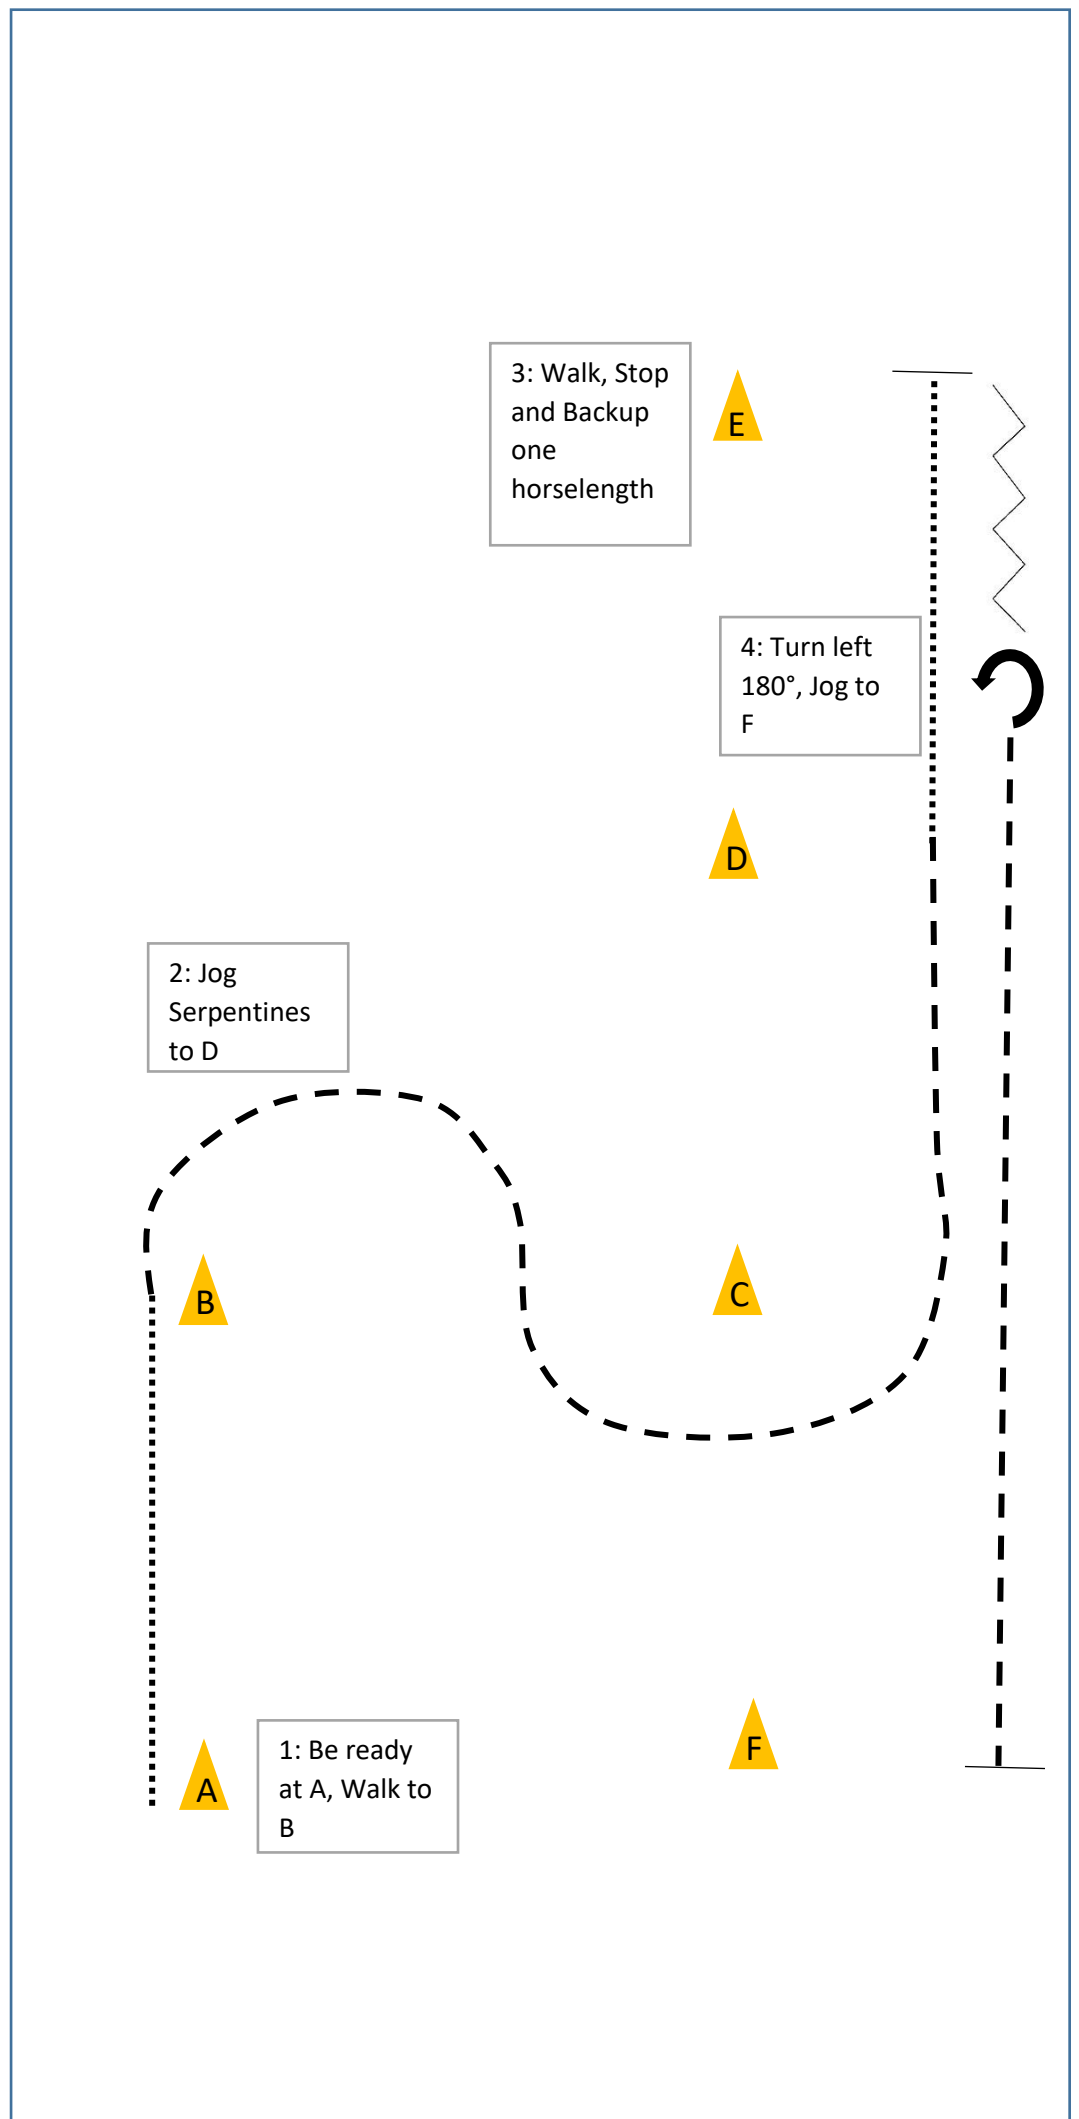 3: Walk, Stop
and Backup
one
horselength
E
4: Turn left
180°, Jog to
F
D
2: Jog
Serpentines
to D
B
C
A
1: Be ready
at A, Walk to
B
F